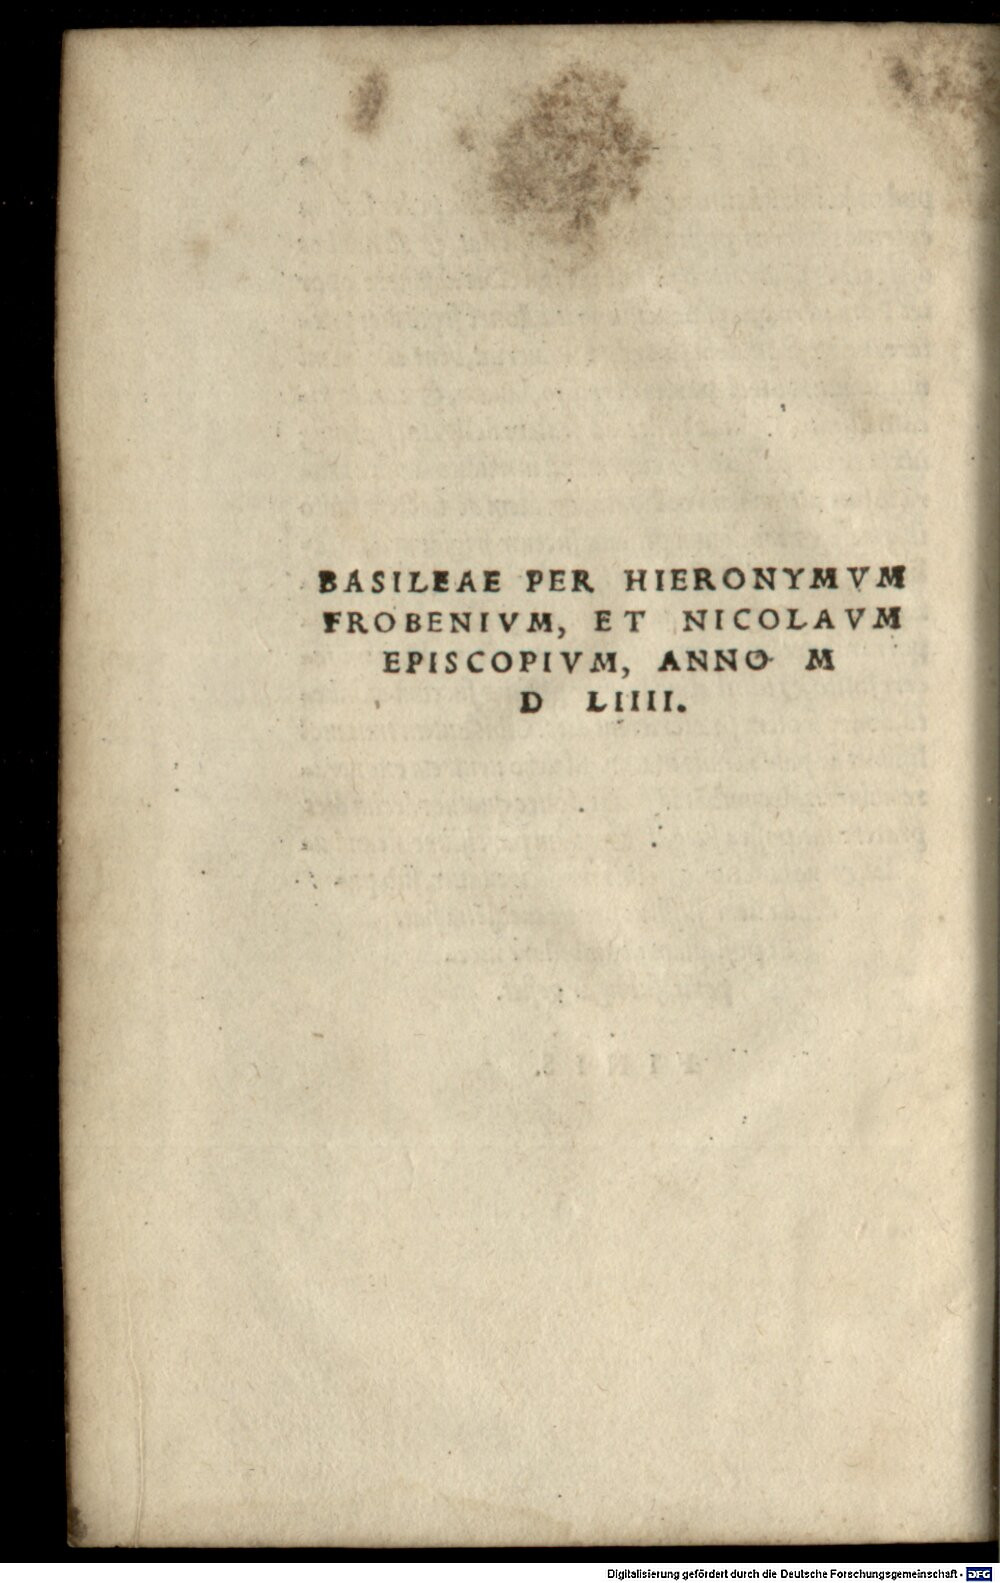 BASILEAE PER HIERONYMVM
FROBENIVM, ET NICOLAVM
EPISCOPIVM, ANNO M
D LIIII.
Digitalisierung gefördert durch die Deutsche Forschungsgemeinschaft - DFG